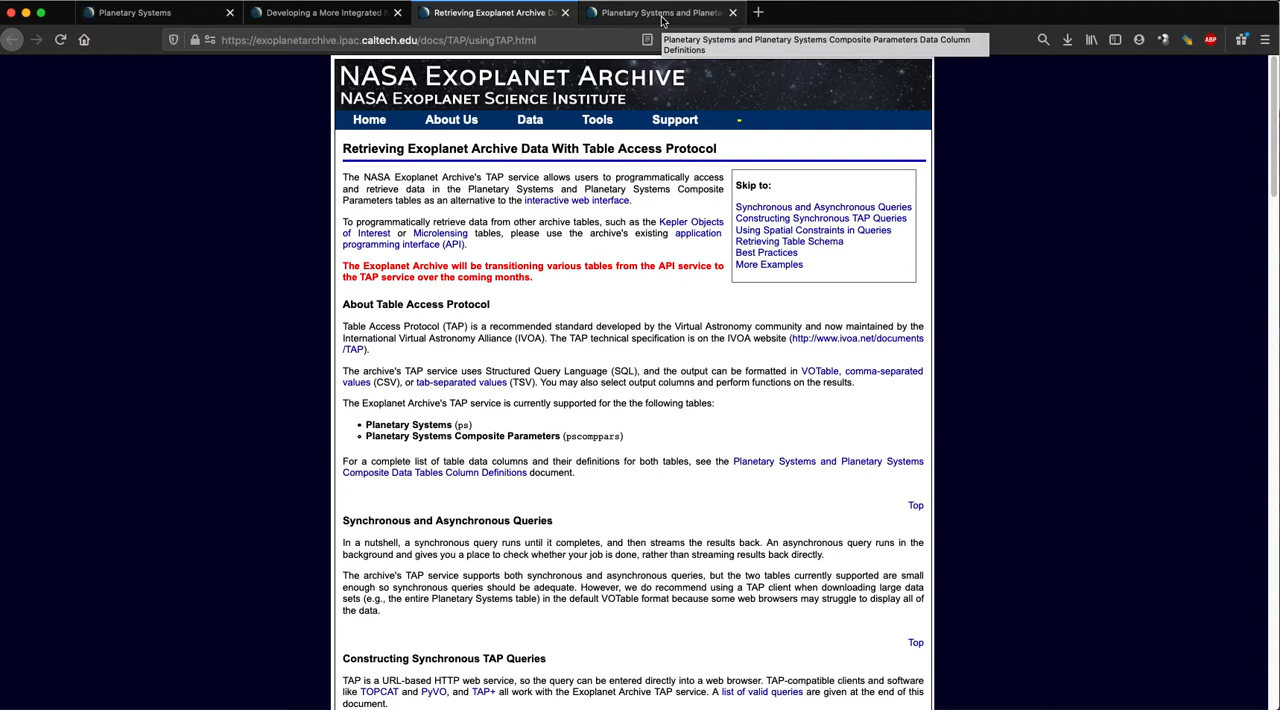 Planetary Systems
Developing a More Integrated N
Retrieving Exoplanet Archive Da
Planetary Systems and Planeta
https://exoplanetarchive.ipac.caltech.edu/docs/TAP/usingTAP.html
ABP
Planetary Systems and Planetary Systems Composite Parameters Data Column
Definitions
NASA EXOPLANET ARCHIVE
NASA EXOPLANET SCIENCE INSTITUTE
Home About Us Data Tools Support -
Retrieving Exoplanet Archive Data With Table Access Protocol
The NASA Exoplanet Archive's TAP service allows users to programmatically access
and retrieve data in the Planetary Systems and Planetary Systems Composite
Parameters tables as an alternative to the interactive web interface.
To programmatically retrieve data from other archive tables, such as the Kepler Objects
of Interest or Microlensing tables, please use the archive's existing application
programming interface (API).
The Exoplanet Archive will be transitioning various tables from the API service to
the TAP service over the coming months.
Skip to:
Synchronous and Asynchronous Queries
Constructing Synchronous TAP Queries
Using Spatial Constraints in Queries
Retrieving Table Schema
Best Practices
More Examples
About Table Access Protocol
Table Access Protocol (TAP) is a recommended standard developed by the Virtual Astronomy community and now maintained by the
International Virtual Astronomy Alliance (IVOA). The TAP technical specification is on the IVOA website (http://www.ivoa.net/documents
/TAP).
The archive's TAP service uses Structured Query Language (SQL), and the output can be formatted in VOTable, comma-separated
values (CSV), or tab-separated values (TSV). You may also select output columns and perform functions on the results.
The Exoplanet Archive's TAP service is currently supported for the the following tables:
• Planetary Systems (ps)
• Planetary Systems Composite Parameters (pscomppars)
For a complete list of table data columns and their definitions for both tables, see the Planetary Systems and Planetary Systems
Composite Data Tables Column Definitions document.
Top
Synchronous and Asynchronous Queries
In a nutshell, a synchronous query runs until it completes, and then streams the results back. An asynchronous query runs in the
background and gives you a place to check whether your job is done, rather than streaming results back directly.
The archive's TAP service supports both synchronous and asynchronous queries, but the two tables currently supported are small
enough so synchronous queries should be adequate. However, we do recommend using a TAP client when downloading large data
sets (e.g., the entire Planetary Systems table) in the default VOTable format because some web browsers may struggle to display all of
the data.
Top
Constructing Synchronous TAP Queries
TAP is a URL-based HTTP web service, so the query can be entered directly into a web browser. TAP-compatible clients and software
like TOPCAT and PyVO, and TAP+ all work with the Exoplanet Archive TAP service. A list of valid queries are given at the end of this
document.